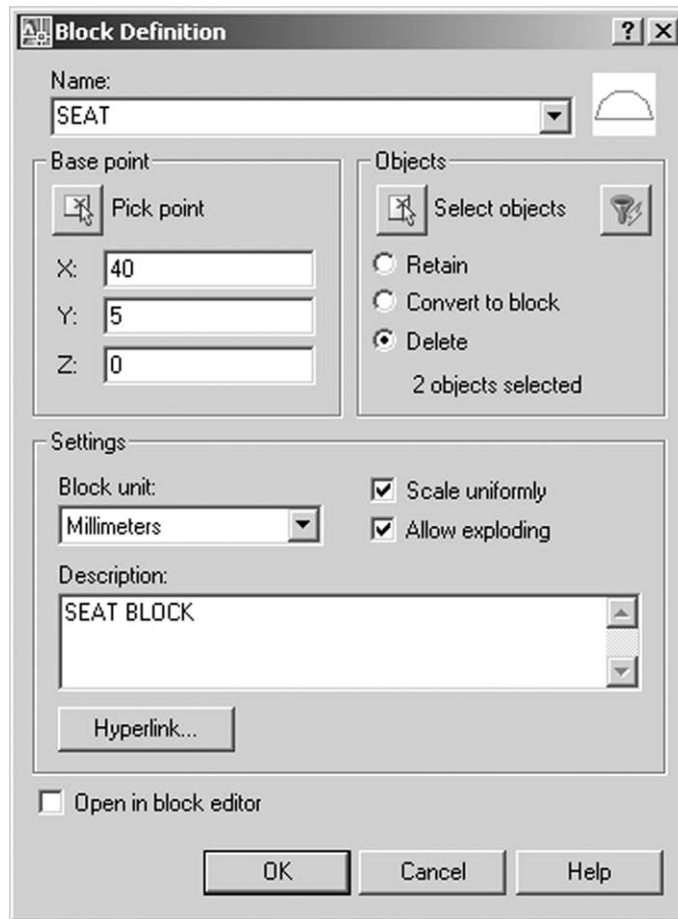 Block Definition
Name:
SEAT
Base point
Pick point
X: 40
Y: 5
Z: 0
Objects
Select objects
Retain
Convert to block
Delete
2 objects selected
Settings
Block unit:
Millimeters
Scale uniformly
Allow exploding
Description:
SEAT BLOCK
Hyperlink...
Open in block editor
OK
Cancel
Help